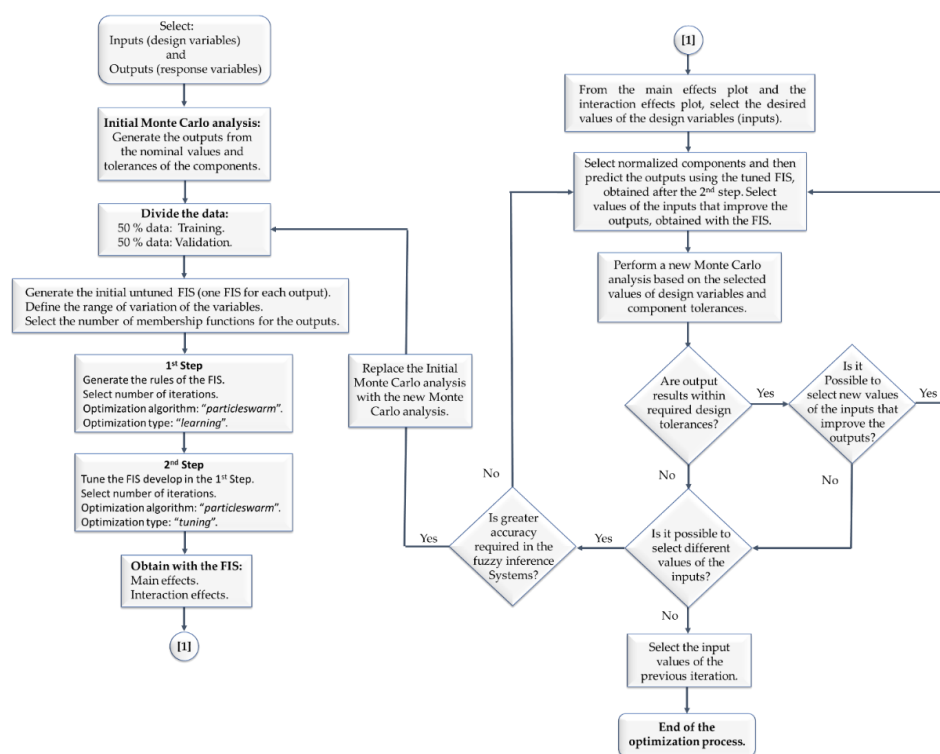 Select:
Inputs (design variables)
and
Outputs (response variables)
Initial Monte Carlo analysis:
Generate the outputs from
the nominal values and
tolerances of the components.
Divide the data:
50 % data: Training.
50 % data: Validation.
Generate the initial untuned FIS (one FIS for each output).
Define the range of variation of the variables.
Select the number of membership functions for the outputs.
1st Step
Generate the rules of the FIS.
Select number of iterations.
Optimization algorithm: “particleswarm”.
Optimization type: “learning”.
2nd Step
Tune the FIS develop in the 1st Step.
Select number of iterations.
Optimization algorithm: “particleswarm”.
Optimization type: “tuning”.
Obtain with the FIS:
Main effects.
Interaction effects.
[1]
[1]
From the main effects plot and the
interaction effects plot, select the desired
values of the design variables (inputs).
Select normalized components and then
predict the outputs using the tuned FIS,
obtained after the 2nd step. Select
values of the inputs that improve the
outputs, obtained with the FIS.
Perform a new Monte Carlo
analysis based on the selected
values of design variables and
component tolerances.
Are output
results within
required design
tolerances?
Yes
Is it
Possible to
select new values
of the inputs that
improve the
outputs?
Yes
No
No
Is it possible to
select different
values of the
inputs?
Yes
Is greater
accuracy
required in the
fuzzy inference
Systems?
No
Yes
Replace the Initial
Monte Carlo analysis
with the new Monte
Carlo analysis.
No
Select the input
values of the
previous iteration.
End of the
optimization process.